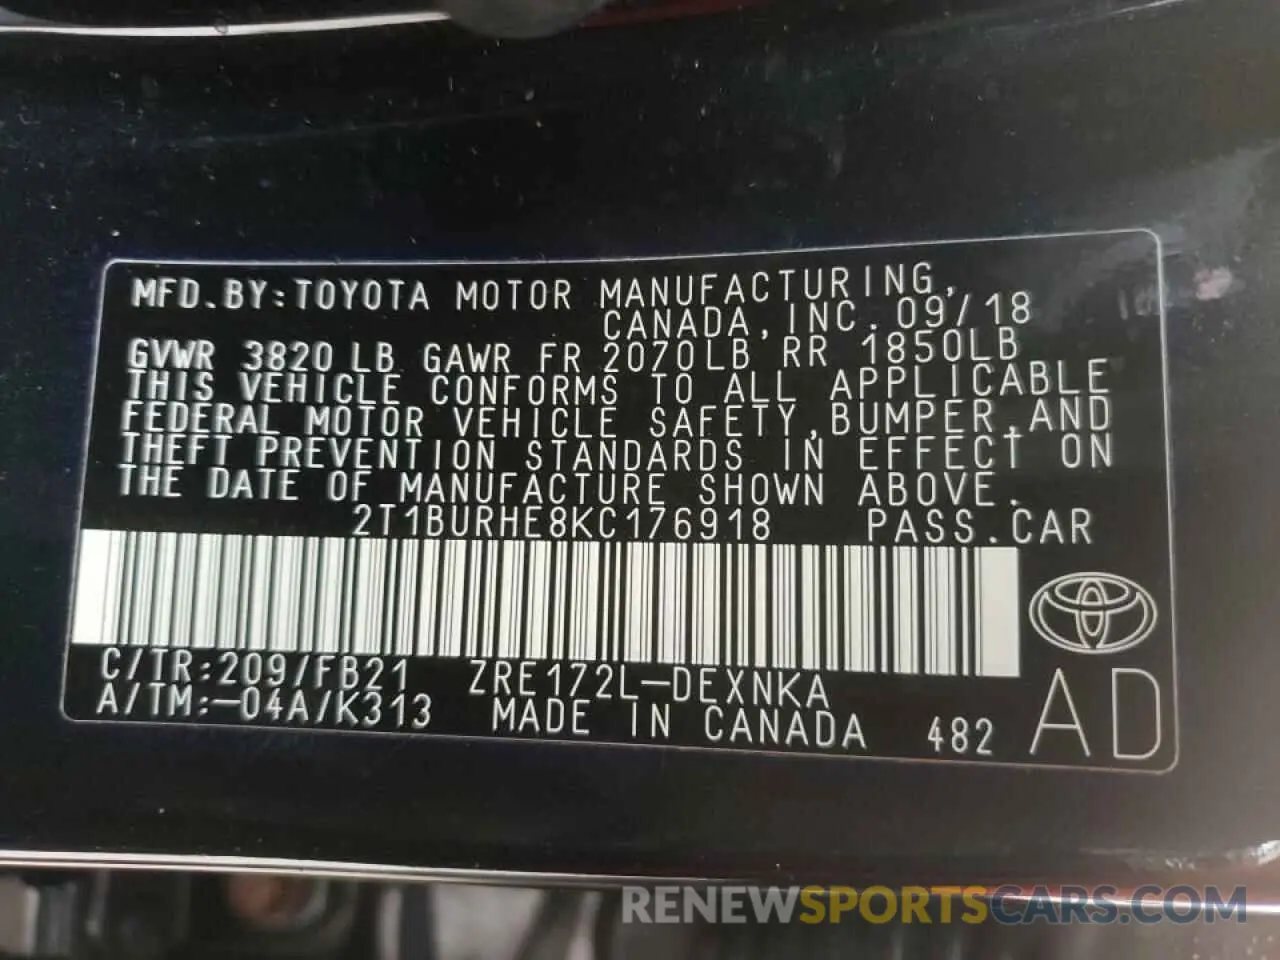 MFD.BY:TOYOTA MOTOR MANUFACTURING,
CANADA,INC. 09/18
GVWR 3820LB GAWR FR 2070LB RR 1850LB
THIS VEHICLE CONFORMS TO ALL APPLICABLE
FEDERAL MOTOR VEHICLE SAFETY,BUMPER,AND
THEFT PREVENTION STANDARDS IN EFFECT ON
THE DATE OF MANUFACTURE SHOWN ABOVE.
2T1BURHE8KC176918 PASS.CAR
C/TR:209/FB21 ZRE172L-DEXNKA
A/TM:-04A/K313 MADE IN CANADA 482 AD
RENEWSPORTSCARS.COM